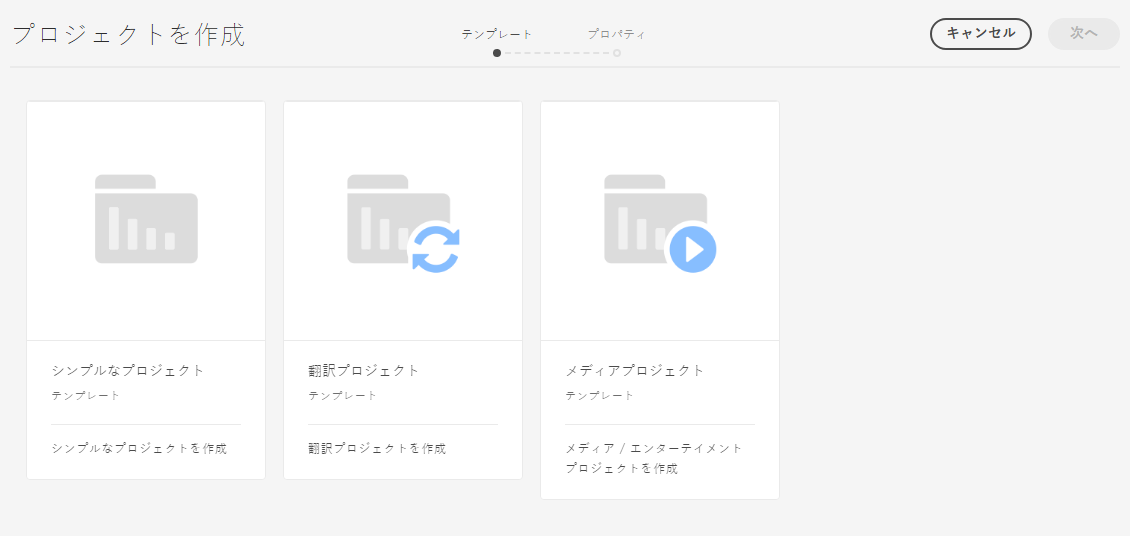 プロジェクトを作成
テンプレート
プロパティ
キャンセル
次へ
シンプルなプロジェクト
テンプレート
シンプルなプロジェクトを作成
翻訳プロジェクト
テンプレート
翻訳プロジェクトを作成
メディアプロジェクト
テンプレート
メディア / エンターテイメント
プロジェクトを作成